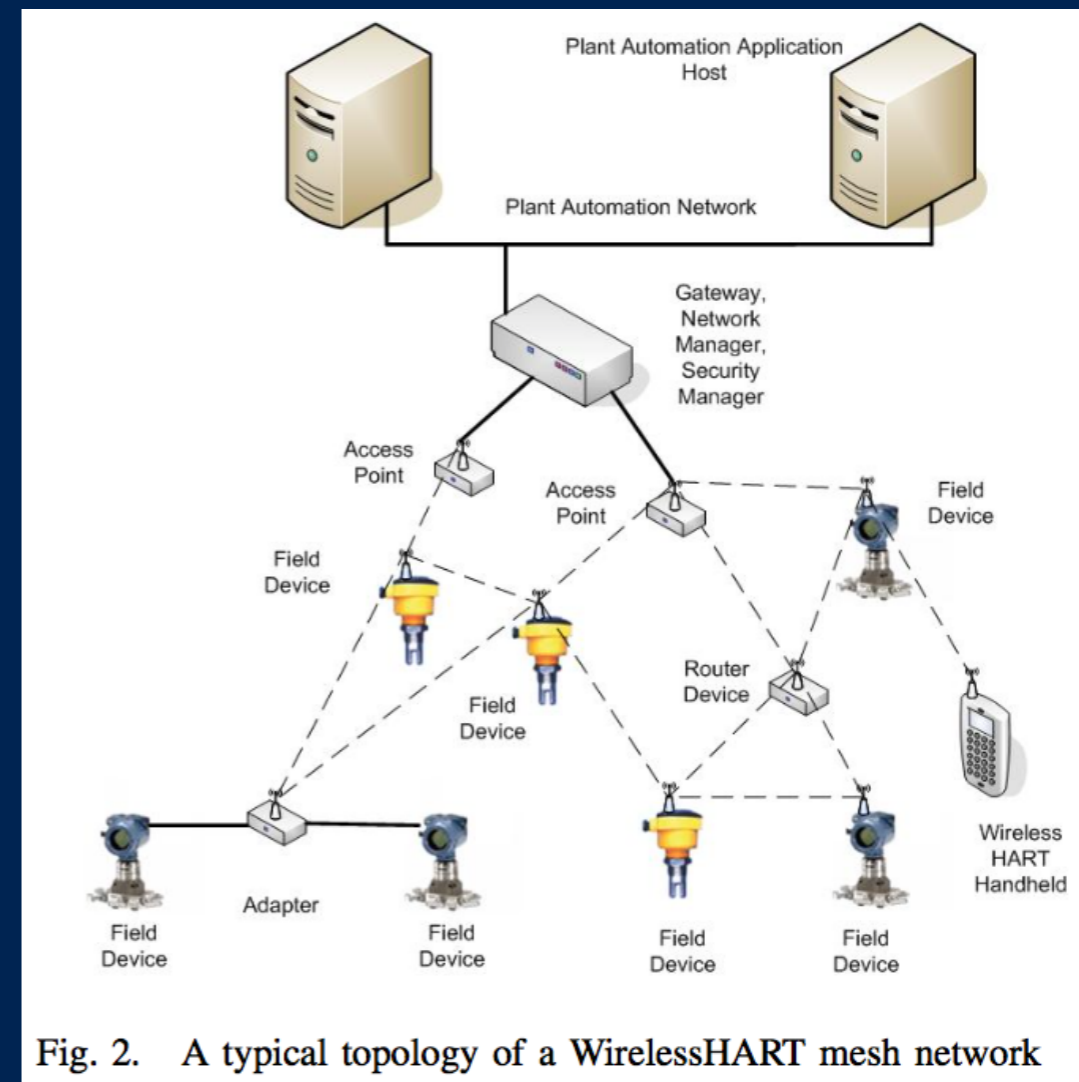 Plant Automation Application
Host
Plant Automation Network
Gateway,
Network
Manager,
Security
Manager
Access
Point
Access
Point
Field
Device
Field
Device
Field
Device
Router
Device
Wireless
HART
Handheld
Adapter
Field
Device
Field
Device
Field
Device
Field
Device
Fig. 2. A typical topology of a WirelessHART mesh network